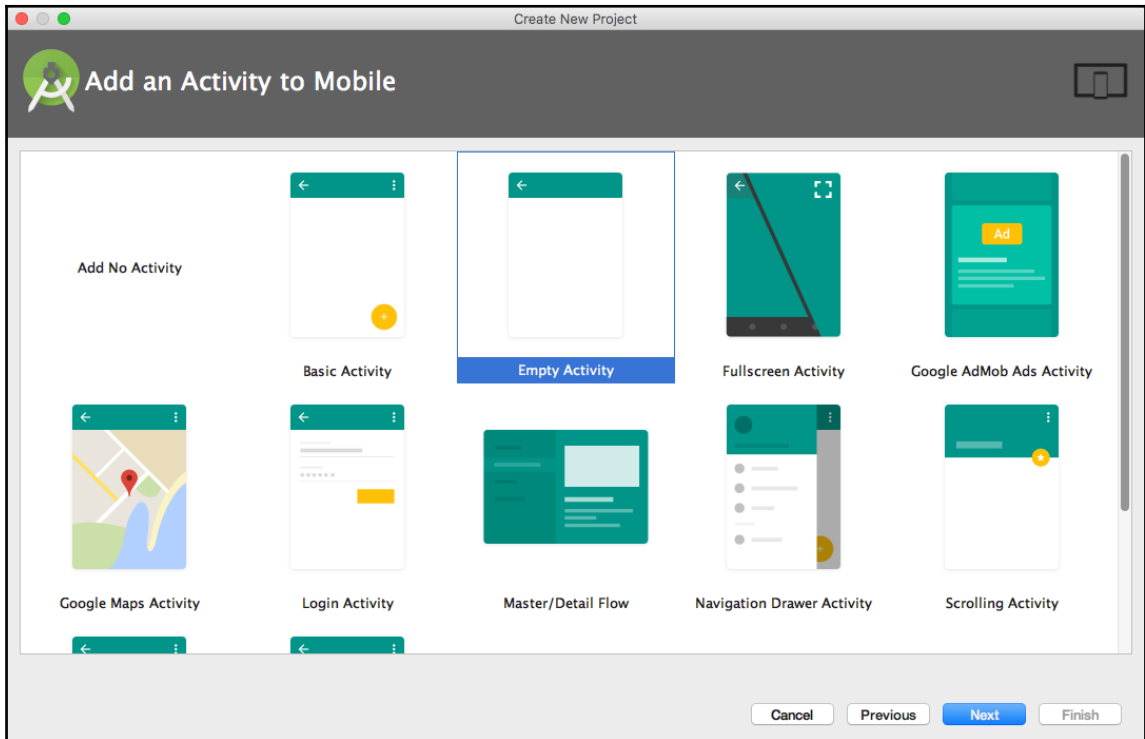 Create New Project
Add an Activity to Mobile
Add No Activity
Ad
Basic Activity
Empty Activity
Fullscreen Activity
Google AdMob Ads Activity
Google Maps Activity
Login Activity
Master/Detail Flow
Navigation Drawer Activity
Scrolling Activity
Cancel
Previous
Next
Finish